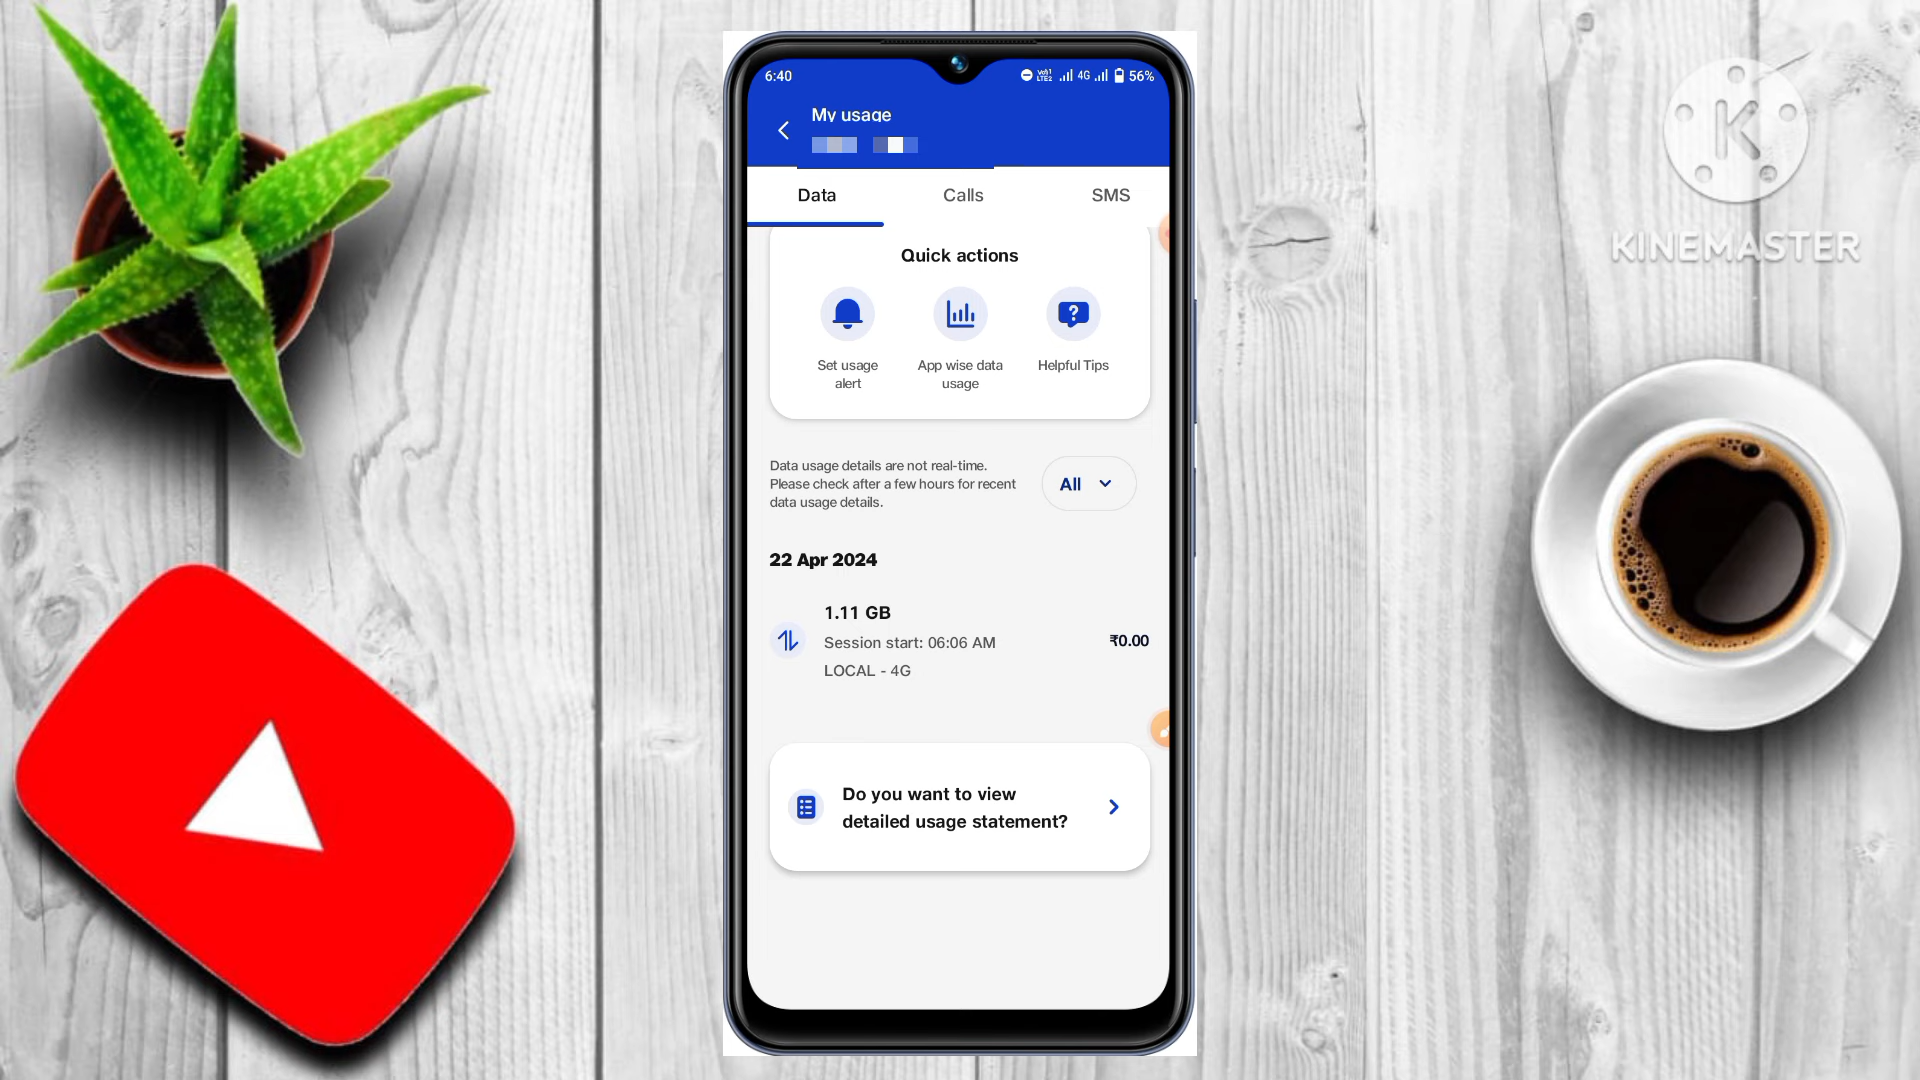 6:40
4G
56%
My usage
Data
Calls
SMS
Quick actions
Set usage
alert
App wise data
usage
Helpful Tips
Data usage details are not real-time.
Please check after a few hours for recent
data usage details.
All
22 Apr 2024
1.11 GB
Session start: 06:06 AM
₹0.00
LOCAL - 4G
Do you want to view
detailed usage statement?
K
KINEMASTER